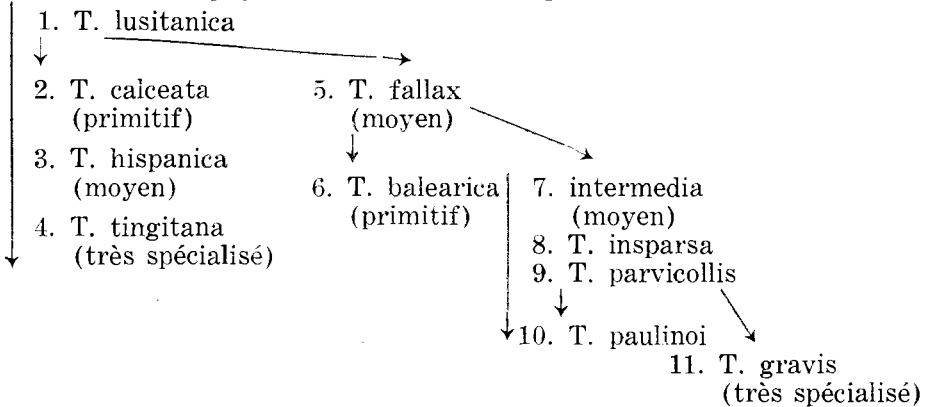 1. T. lusitanica
2. T. calceata
(primitif)
3. T. hispanica
(moyen)
4. T. tingitana
(très spécialisé)
5. T. fallax
(moyen)
6. T. balearica
(primitif)
7. intermedia
(moyen)
8. T. insparsa
9. T. parvicollis
10. T. paulinoi
11. T. gravis
(très spécialisé)